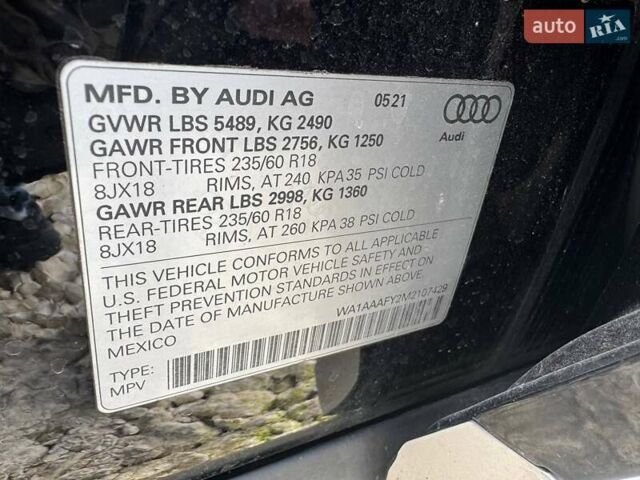 auto RIA.com
MFD. BY AUDI AG 0521
GVWR LBS 5489, KG 2490
GAWR FRONT LBS 2756, KG 1250
FRONT-TIRES 235/60 R18
8JX18 RIMS, AT 240 KPA 35 PSI COLD
GAWR REAR LBS 2998, KG 1360
REAR-TIRES 235/60 R18
8JX18 RIMS, AT 260 KPA 38 PSI COLD
Audi
THIS VEHICLE CONFORMS TO ALL APPLICABLE
U.S. FEDERAL MOTOR VEHICLE SAFETY AND
THEFT PREVENTION STANDARDS IN EFFECT ON
THE DATE OF MANUFACTURE SHOWN ABOVE.
MEXICO
WA1AAAFY2M2107429
TYPE:
MPV